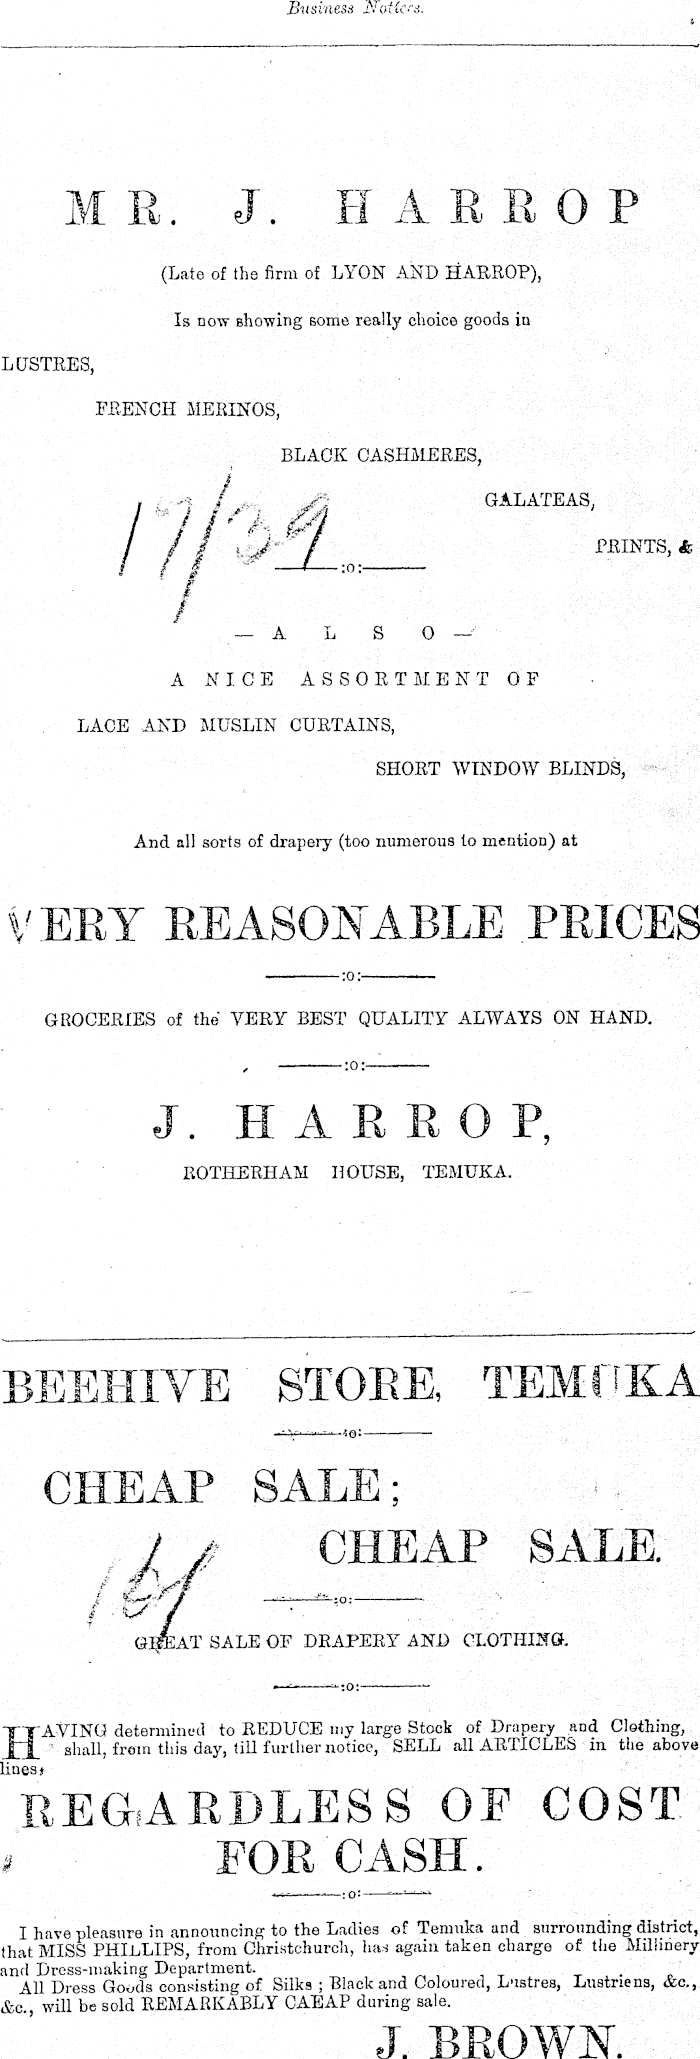 Business Notices.
MR. J. HARROP
(Late of the firm of LYON AND HARROP),
Is now showing some really choice goods in
LUSTRES,
FRENCH MERINOS,
BLACK CASHMERES,
GALATEAS,
17/39
PRINTS, &
—:o:—
— A L S O —
A NICE ASSORTMENT OF
LACE AND MUSLIN CURTAINS,
SHORT WINDOW BLINDS,
And all sorts of drapery (too numerous to mention) at
VERY REASONABLE PRICES
—:o:—
GROCERIES of the VERY BEST QUALITY ALWAYS ON HAND.
—:o:—
J. HARROP,
ROTHERHAM HOUSE, TEMUKA.
BEEHIVE STORE, TEMUKA
—:o:—
CHEAP SALE;
CHEAP SALE.
—:o:—
GREAT SALE OF DRAPERY AND CLOTHING.
—:o:—
HAVING determined to REDUCE my large Stock of Drapery and Clothing,
shall, from this day, till further notice, SELL all ARTICLES in the above
lines,
REGARDLESS OF COST
FOR CASH.
—:o:—
I have pleasure in announcing to the Ladies of Temuka and surrounding district,
that MISS PHILLIPS, from Christchurch, has again taken charge of the Millinery
and Dress-making Department.
All Dress Goods consisting of Silks ; Black and Coloured, Lustres, Lustriens, &c.,
&c., will be sold REMARKABLY CAEAP during sale.
J. BROWN.